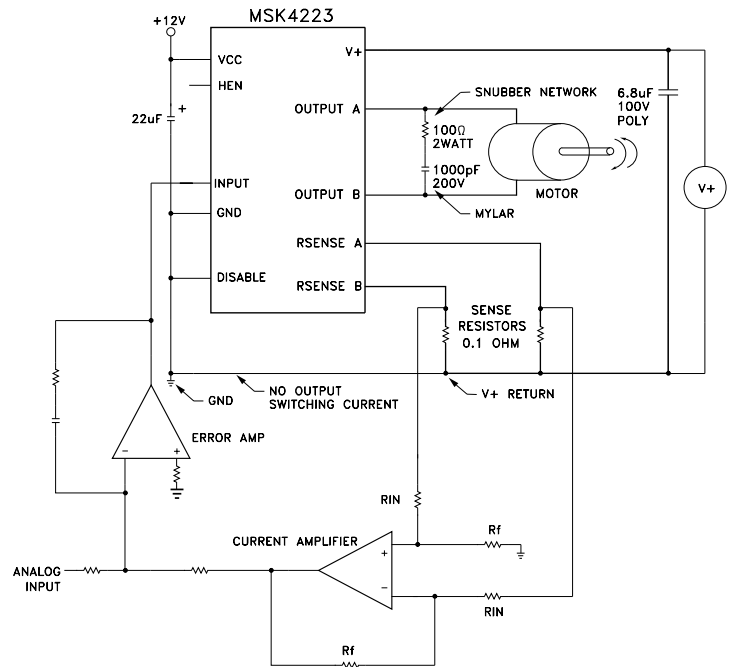 MSK4223
+12V
VCC
V+
HEN
SNUBBER NETWORK
6.8uF
100V
POLY
OUTPUT A
22uF
+
100Ω
2WATT
1000pF
200V
MOTOR
V+
INPUT
OUTPUT B
GND
MYLAR
RSENSE A
DISABLE
RSENSE B
SENSE
RESISTORS
0.1 OHM
NO OUTPUT
SWITCHING CURRENT
V+ RETURN
GND
ERROR AMP
-
+
RIN
Rf
CURRENT AMPLIFIER
+
-
ANALOG
INPUT
RIN
Rf